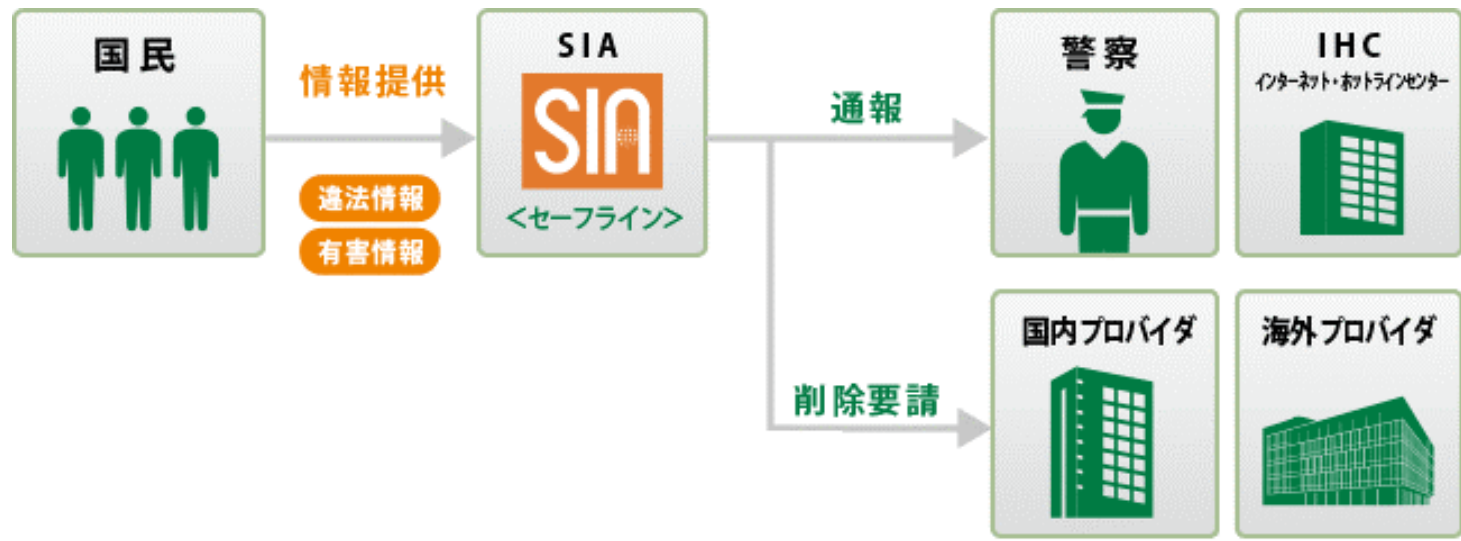 国民
情報提供
違法情報
有害情報
SIA
SIA
<セーフライン>
通報
警察
IHC
インターネット・ホットラインセンター
削除要請
国内プロバイダ
海外プロバイダ